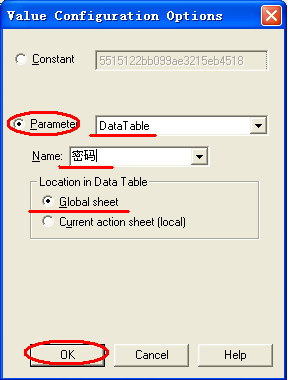 Value Configuration Options
Constant 5515122bb099ae3215eb4518
Parameter DataTable
Name: 密码
Location in Data Table
Global sheet
Current action sheet (local)
OK Cancel Help